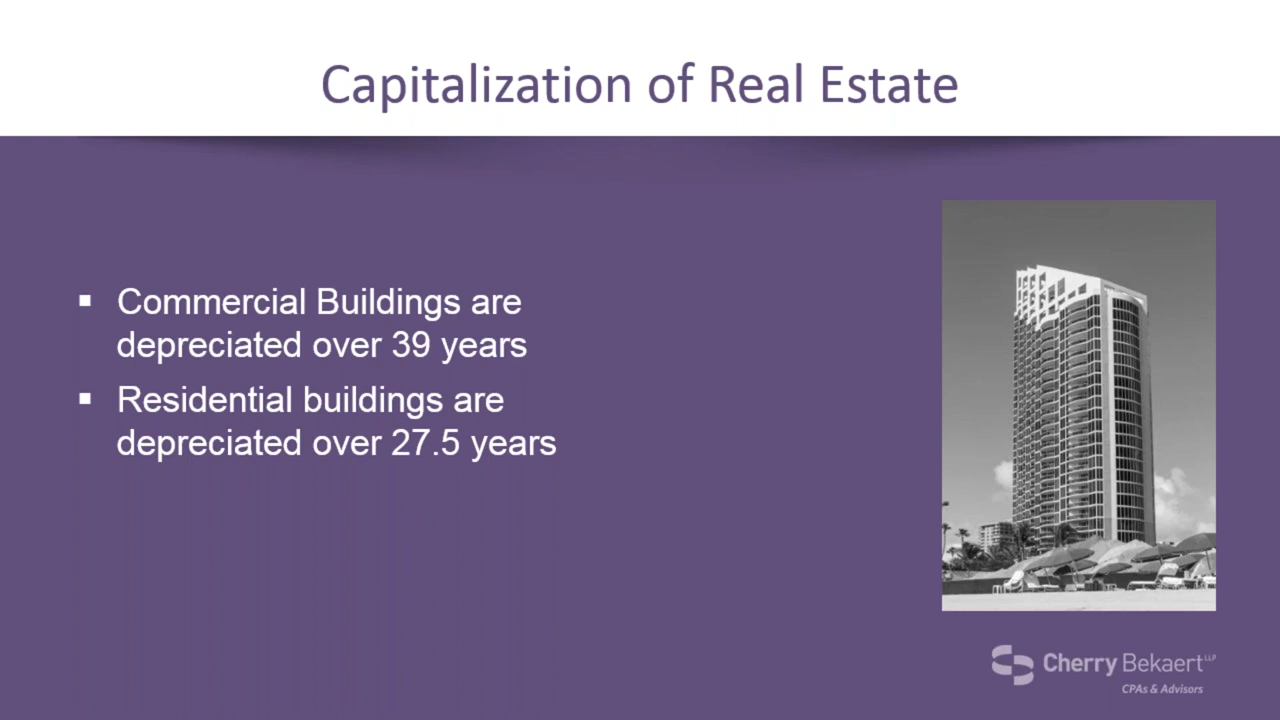 Capitalization of Real Estate
▪ Commercial Buildings are
depreciated over 39 years
▪ Residential buildings are
depreciated over 27.5 years
Cherry Bekaert LLP
CPAs & Advisors